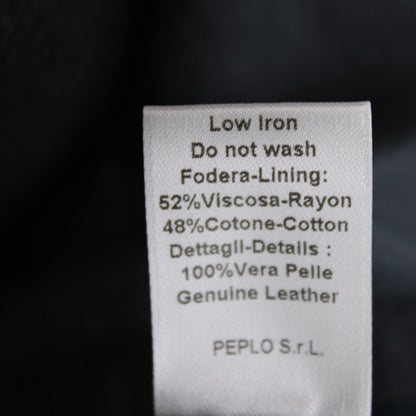 Low Iron
Do not wash
Fodera-Lining:
52%Viscosa-Rayon
48%Cotone-Cotton
Dettagli-Details :
100%Vera Pelle
Genuine Leather
PEPLO S.r.L.